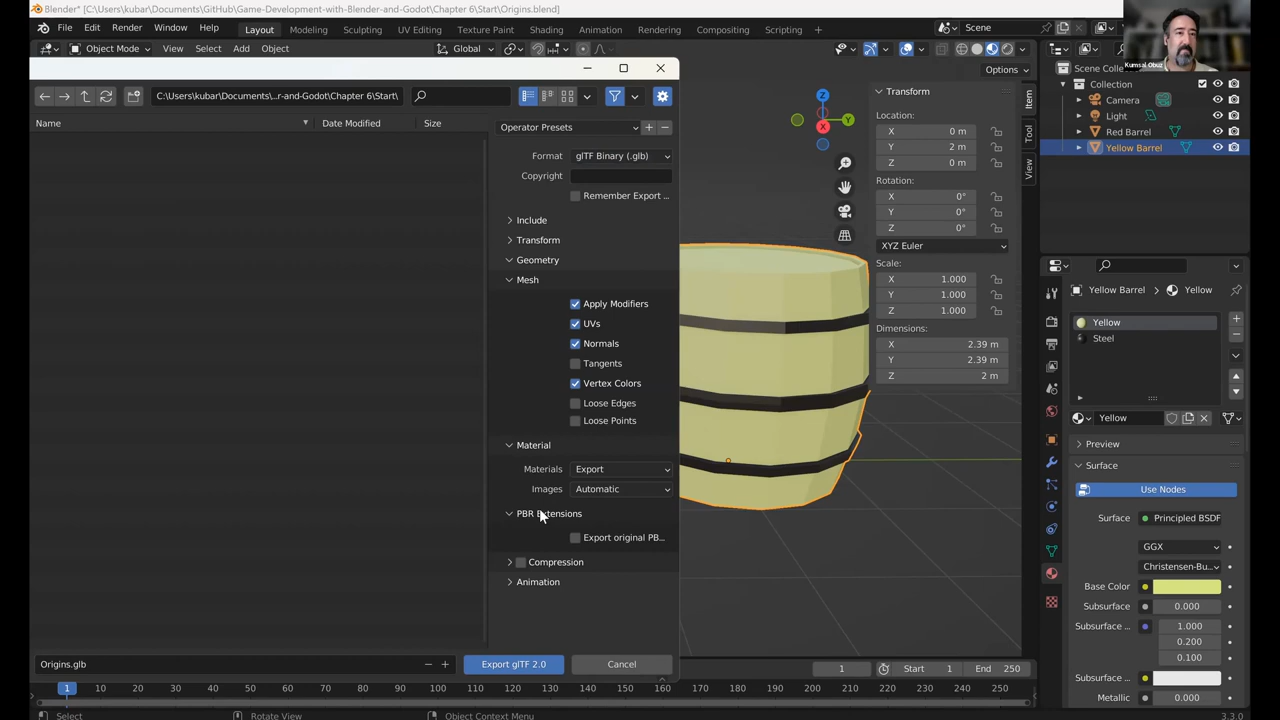 Blender* [C:\Users\kubar\Documents\GitHub\Game-Development-with-Blender-and-Godot\Chapter 6\Start\Origins.blend]
File Edit Render Window Help Layout Modeling Sculpting UV Editing Texture Paint Shading Animation Rendering Compositing Scripting + Scene
Object Mode View Select Add Object Global
Kumsal Obuz
Options
Scene Collec
Collection
Camera
Light
Red Barrel
Yellow Barrel
C:\Users\kubar\Documents\..r-and-Godot\Chapter 6\Start\
Name Date Modified Size
Operator Presets
Format glTF Binary (.glb)
Copyright
Remember Export ...
Include
Transform
Geometry
Mesh
Apply Modifiers
UVs
Normals
Tangents
Vertex Colors
Loose Edges
Loose Points
Material
Materials Export
Images Automatic
PBR Extensions
Export original PB...
Compression
Animation
Origins.glb
Export glTF 2.0 Cancel
X
Y
Z
Transform
Location:
X 0 m
Y 2 m
Z 0 m
Rotation:
X 0°
Y 0°
Z 0°
XYZ Euler
Scale:
X 1.000
Y 1.000
Z 1.000
Dimensions:
X 2.39 m
Y 2.39 m
Z 2 m
Item
Tool
View
Yellow Barrel > Yellow
Yellow
Steel
Yellow
Preview
Surface
Use Nodes
Surface Principled BSDF
GGX
Christensen-Bu...
Base Color
Subsurface 0.000
Subsurface .. 1.000
0.200
0.100
Subsurface ..
Metallic 0.000
1 Start 1 End 250
1 10 20 30 40 50 60 70 80 90 100 110 120 130 140 150 160 170 180 190 200 210 220 230 240 250
Select Rotate View Object Context Menu 3.3.0